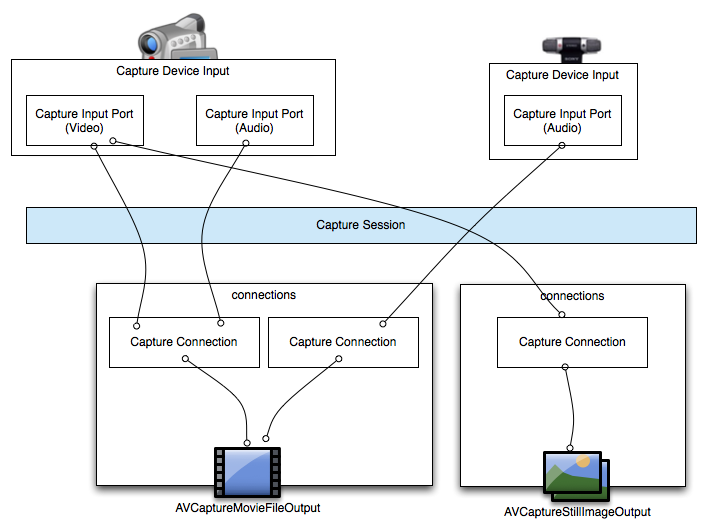 Capture Device Input
Capture Input Port
(Video)
Capture Input Port
(Audio)
Capture Device Input
Capture Input Port
(Audio)
Capture Session
connections
Capture Connection
Capture Connection
AVCaptureMovieFileOutput
connections
Capture Connection
AVCaptureStillImageOutput